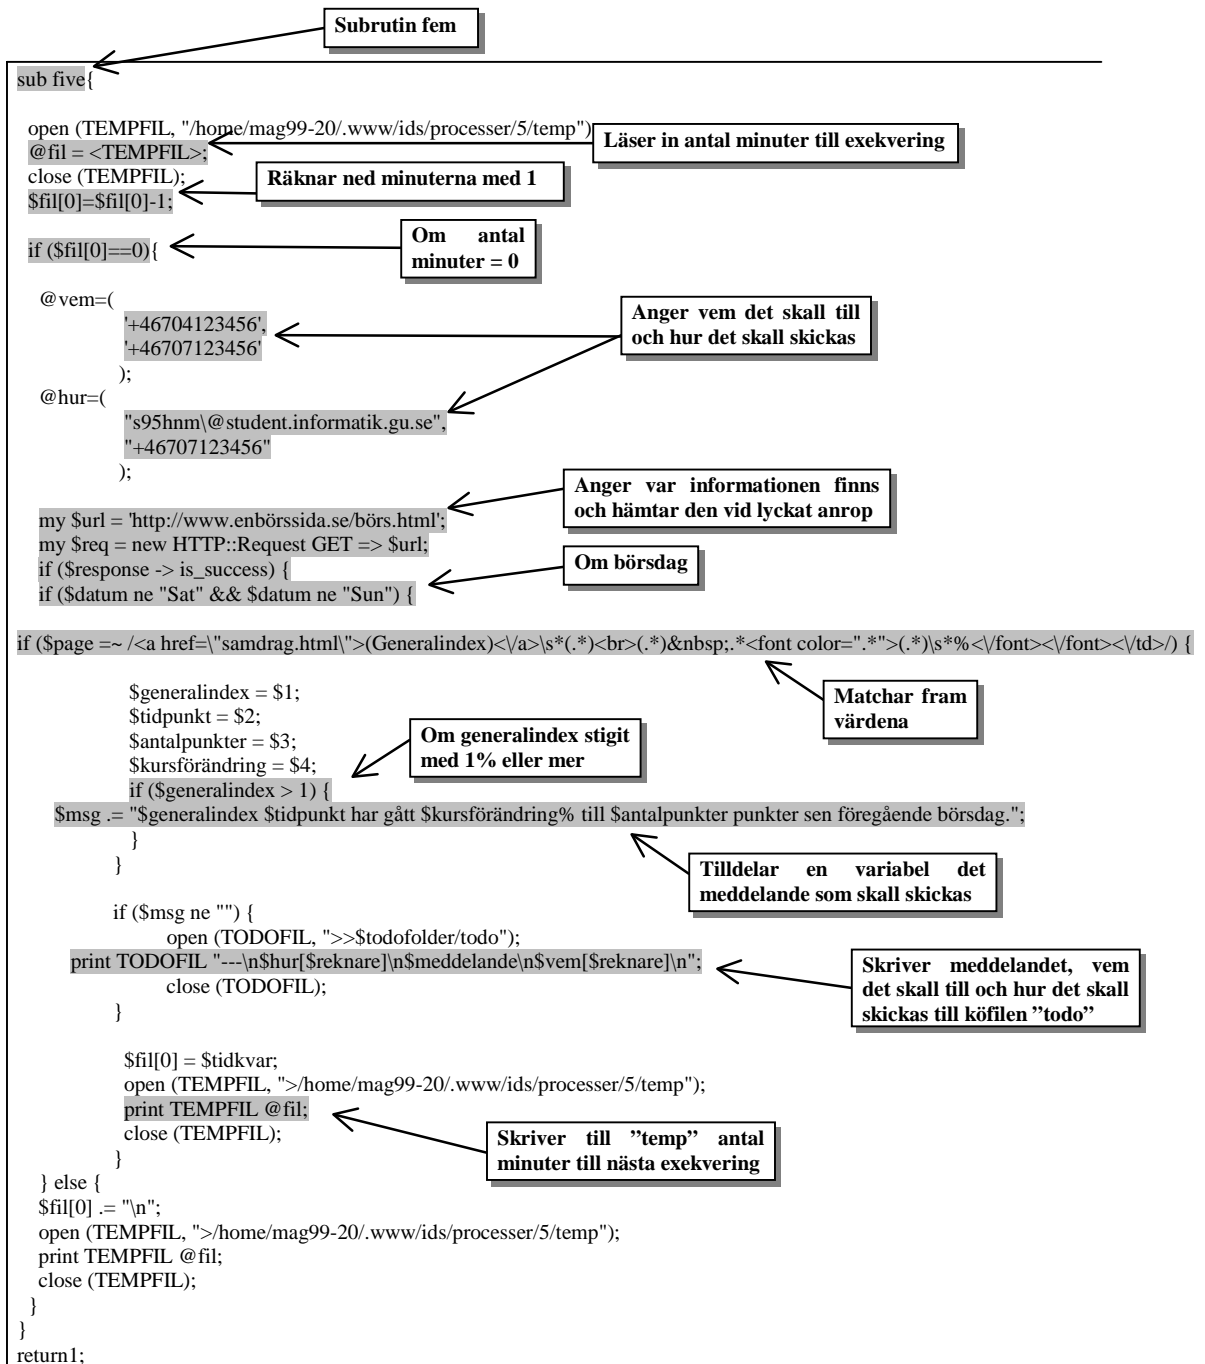 Subrutin fem
sub five{
open (TEMPFIL, "/home/mag99-20/.www/ids/processer/5/temp")
Läser in antal minuter till exekvering
@fil = <TEMPFIL>;
close (TEMPFIL);
Räknar ned minuterna med 1
$fil[0]=$fil[0]-1;
Om antal
minuter = 0
if ($fil[0]==0){
@vem=(
'+46704123456',
'+46707123456'
);
Anger vem det skall till
och hur det skall skickas
@hur=(
"s95hnm\@student.informatik.gu.se",
"+46707123456"
);
Anger var informationen finns
och hämtar den vid lyckat anrop
my $url = 'http://www.enbörssida.se/börs.html';
my $req = new HTTP::Request GET => $url;
if ($response -> is_success) {
Om börsdag
if ($datum ne "Sat" && $datum ne "Sun") {
if ($page =~ /<a href=\"samdrag.html\">(Generalindex)<\/a>\s*(.*)<br>(.*)&nbsp;.*<font color=".*">(.*)\s*%<\/font><\/font><\/td>/) {
Matchar fram
värdena
$generalindex = $1;
$tidpunkt = $2;
$antalpunkter = $3;
$kursförändring = $4;
Om generalindex stigit
med 1% eller mer
if ($generalindex > 1) {
$msg .= "$generalindex $tidpunkt har gått $kursförändring% till $antalpunkter punkter sen föregående börsdag.";
}
}
Tilldelar en variabel det
meddelande som skall skickas
if ($msg ne "") {
open (TODOFIL, ">>$todofolder/todo");
print TODOFIL "---\n$hur[$reknare]\n$meddelande\n$vem[$reknare]\n";
close (TODOFIL);
}
Skriver meddelandet, vem
det skall till och hur det skall
skickas till köfilen ”todo”
$fil[0] = $tidkvar;
open (TEMPFIL, ">/home/mag99-20/.www/ids/processer/5/temp");
print TEMPFIL @fil;
close (TEMPFIL);
}
Skriver till ”temp” antal
minuter till nästa exekvering
} else {
$fil[0] .= "\n";
open (TEMPFIL, ">/home/mag99-20/.www/ids/processer/5/temp");
print TEMPFIL @fil;
close (TEMPFIL);
}
}
return1;